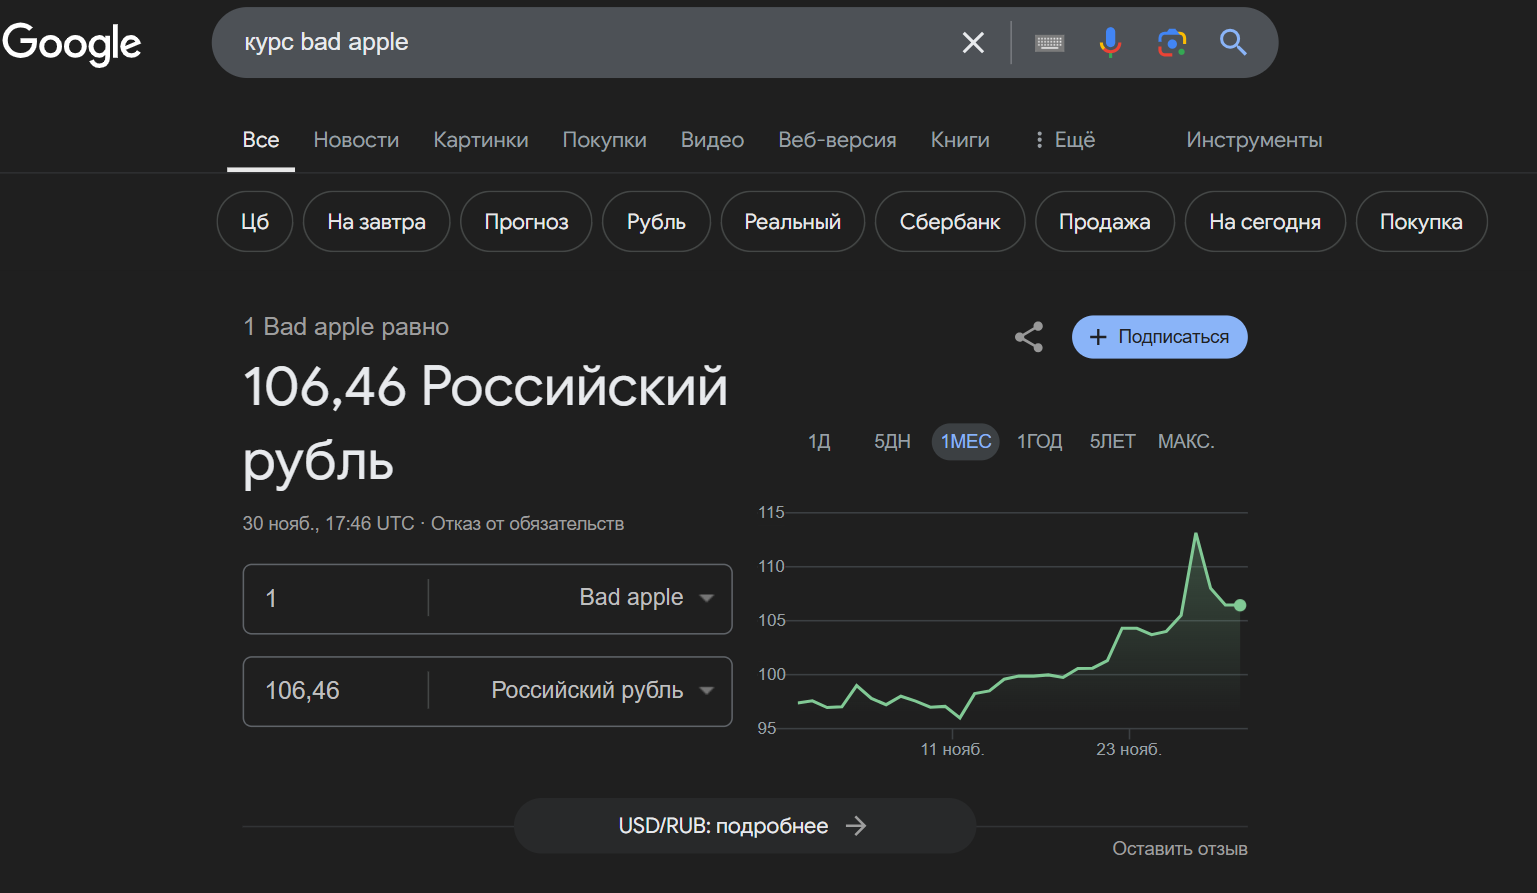 Google
курс bad apple
Все Новости Картинки Покупки Видео Веб-версия Книги Ещё Инструменты
Цб На завтра Прогноз Рубль Реальный Сбербанк Продажа На сегодня Покупка
1 Bad apple равно
106,46 Российский
рубль
30 нояб., 17:46 UTC · Отказ от обязательств
1 Bad apple
106,46 Российский рубль
+ Подписаться
1Д 5ДН 1МЕС 1ГОД 5ЛЕТ МАКС.
115
110
105
100
95
11 нояб. 23 нояб.
USD/RUB: подробнее →
Оставить отзыв